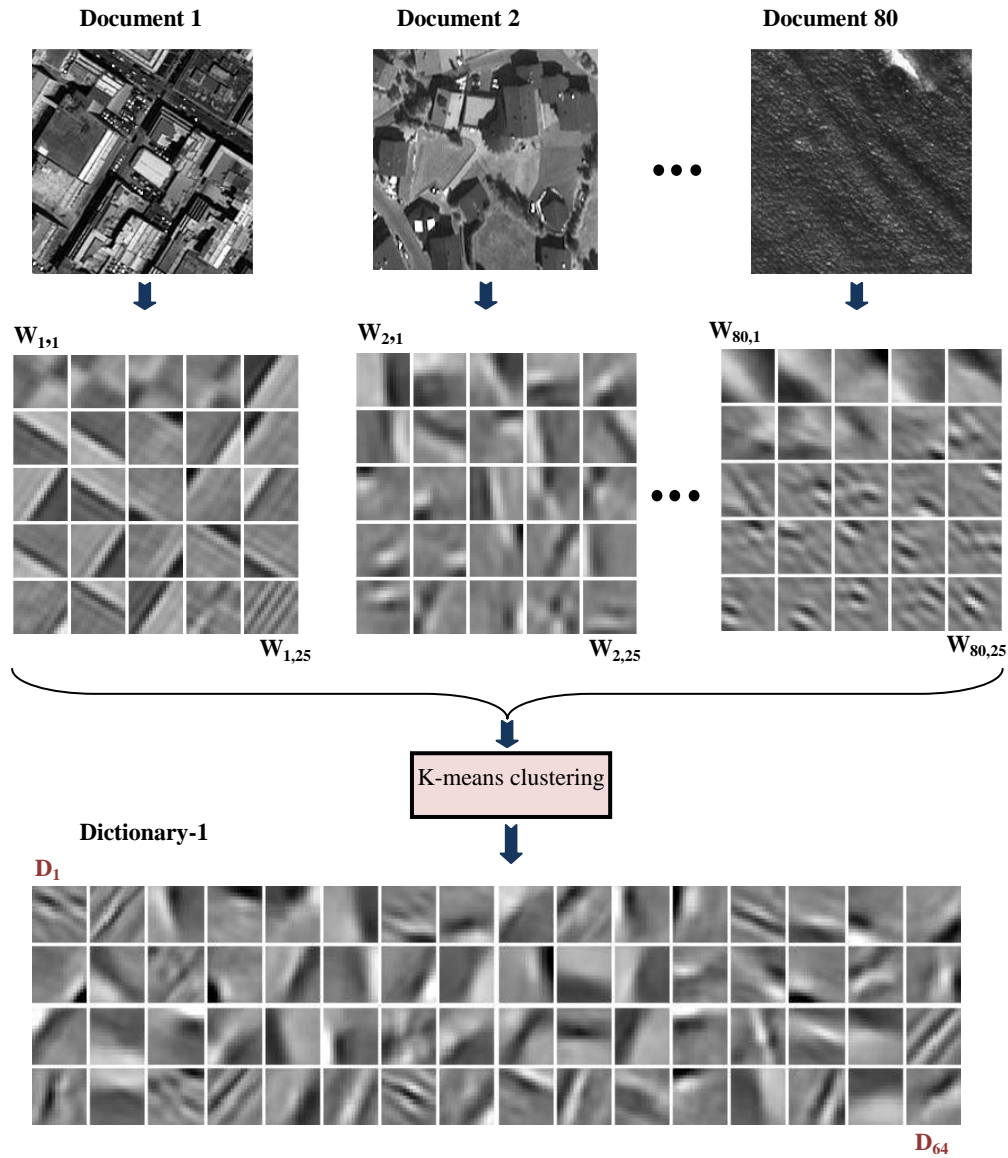 Document 1
Document 2
Document 80
W1,1
W2,1
W80,1
W1,25
W2,25
W80,25
K-means clustering
Dictionary-1
D1
D64